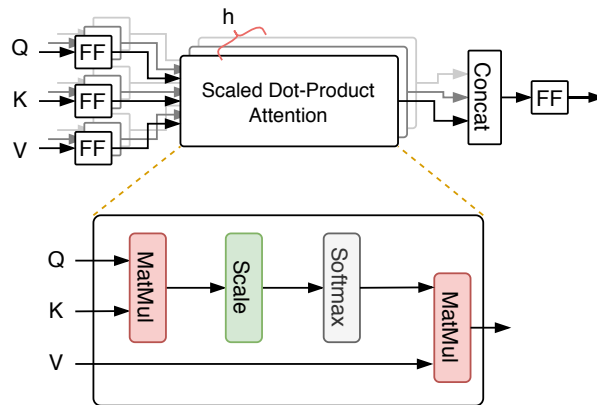 h
Q
FF
K
FF
V
FF
Scaled Dot-Product
Attention
Concat
FF
Q
K
V
MatMul
Scale
Softmax
MatMul